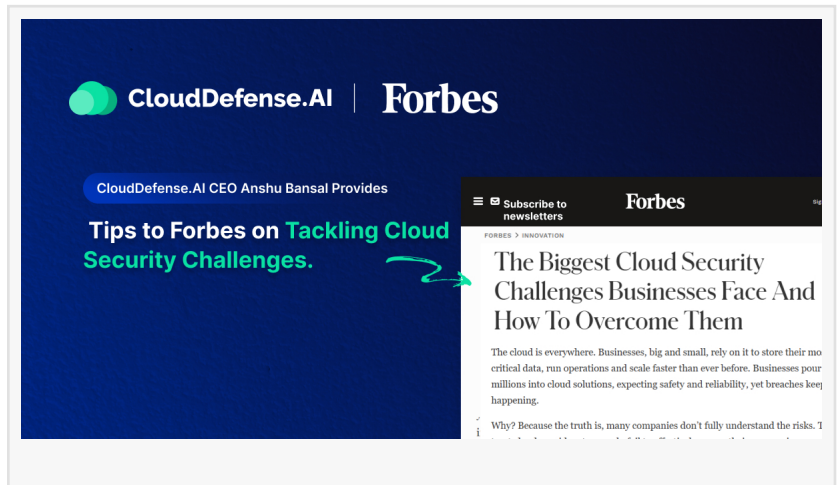 CloudDefense.AI
Forbes
CloudDefense.AI CEO Anshu Bansal Provides
Tips to Forbes on Tackling Cloud
Security Challenges.
Subscribe to
newsletters
Forbes
FORBES > INNOVATION
The Biggest Cloud Security
Challenges Businesses Face And
How To Overcome Them
The cloud is everywhere. Businesses, big and small, rely on it to store their
critical data, run operations and scale faster than ever before. Businesses pour
millions into cloud solutions, expecting safety and reliability, yet breaches
happening.
Why? Because the truth is, many companies don't fully understand the risks.